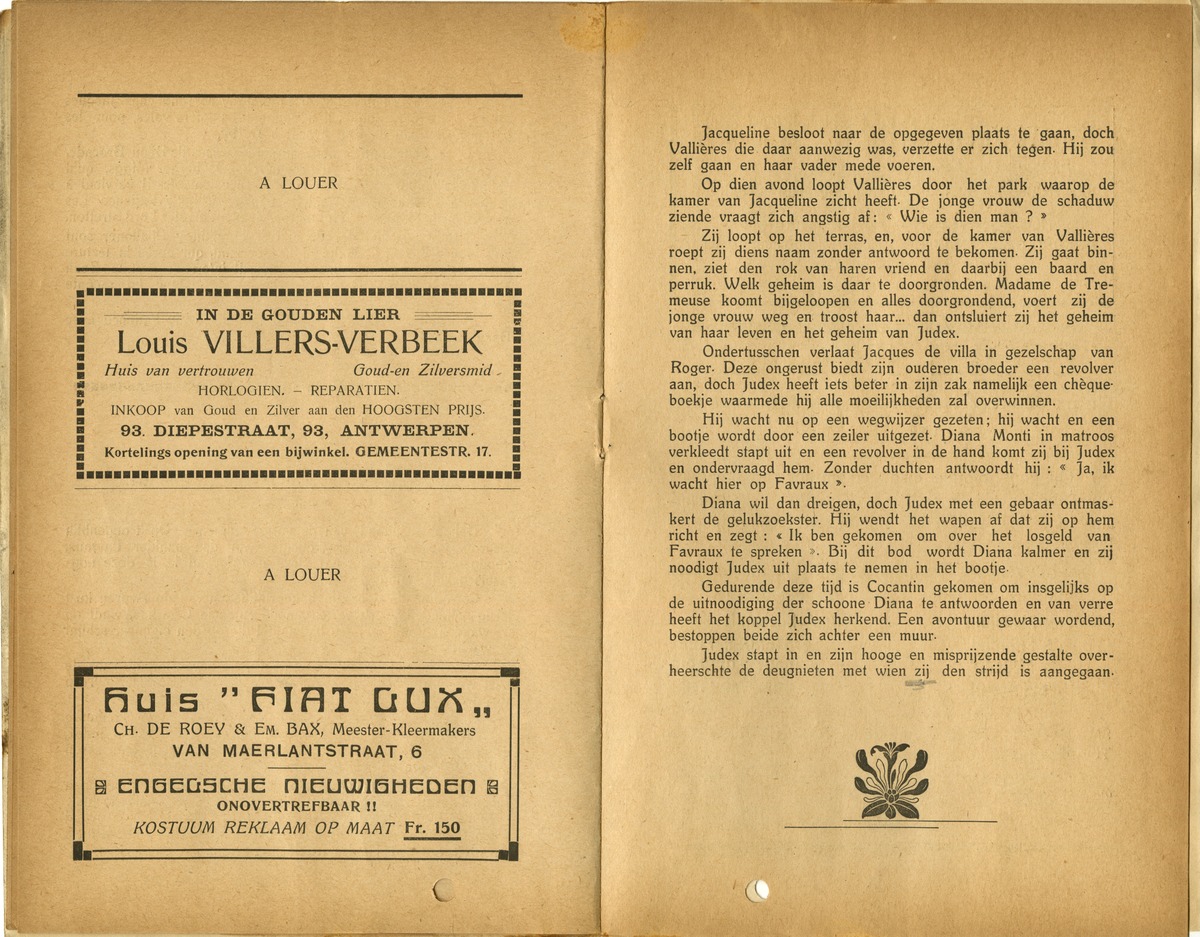 A LOUER
IN DE GOUDEN LIER
Louis VILLERS-VERBEEK
Huis van vertrouwen Goud-en Zilversmid
HORLOGIEN. – REPARATIEN.
INKOOP van Goud en Zilver aan den HOOGSTEN PRIJS.
93. DIEPESTRAAT, 93, ANTWERPEN.
Kortelings opening van een bijwinkel. GEMEENTESTR. 17.
A LOUER
Huis "FIAT LUX„
CH. DE ROEY & EM. BAX, Meester-Kleermakers
VAN MAERLANTSTRAAT, 6
ENGELSCHE NIEUWIGHEDEN
ONOVERTREFBAAR !!
KOSTUUM REKLAAM OP MAAT Fr. 150
Jacqueline besloot naar de opgegeven plaats te gaan, doch
Vallières die daar aanwezig was, verzette er zich tegen. Hij zou
zelf gaan en haar vader mede voeren.
Op dien avond loopt Vallières door het park waarop de
kamer van Jacqueline zicht heeft. De jonge vrouw de schaduw
ziende vraagt zich angstig af : « Wie is dien man ? »
Zij loopt op het terras, en, voor de kamer van Vallières
roept zij diens naam zonder antwoord te bekomen. Zij gaat bin-
nen, ziet den rok van haren vriend en daarbij een baard en
perruk. Welk geheim is daar te doorgronden. Madame de Tre-
meuse koomt bijgeloopen en alles doorgrondend, voert zij de
jonge vrouw weg en troost haar... dan ontsluiert zij het geheim
van haar leven en het geheim van Judex.
Ondertusschen verlaat Jacques de villa in gezelschap van
Roger. Deze ongerust biedt zijn ouderen broeder een revolver
aan, doch Judex heeft iets beter in zijn zak namelijk een chèque-
boekje waarmede hij alle moeilijkheden zal overwinnen.
Hij wacht nu op een wegwijzer gezeten ; hij wacht en een
bootje wordt door een zeiler uitgezet. Diana Monti in matroos
verkleedt stapt uit en een revolver in de hand komt zij bij Judex
en ondervraagd hem. Zonder duchten antwoordt hij : « Ja, ik
wacht hier op Favraux ».
Diana wil dan dreigen, doch Judex met een gebaar ontmas-
kert de gelukzoekster. Hij wendt het wapen af dat zij op hem
richt en zegt : « Ik ben gekomen om over het losgeld van
Favraux te spreken ». Bij dit bod wordt Diana kalmer en zij
noodigt Judex uit plaats te nemen in het bootje.
Gedurende deze tijd is Cocantin gekomen om insgelijks op
de uitnoodiging der schoone Diana te antwoorden en van verre
heeft het koppel Judex herkend. Een avontuur gewaar wordend,
bestoppen beide zich achter een muur.
Judex stapt in en zijn hooge en misprijzende gestalte over-
heerschte de deugnieten met wien zij den strijd is aangegaan.